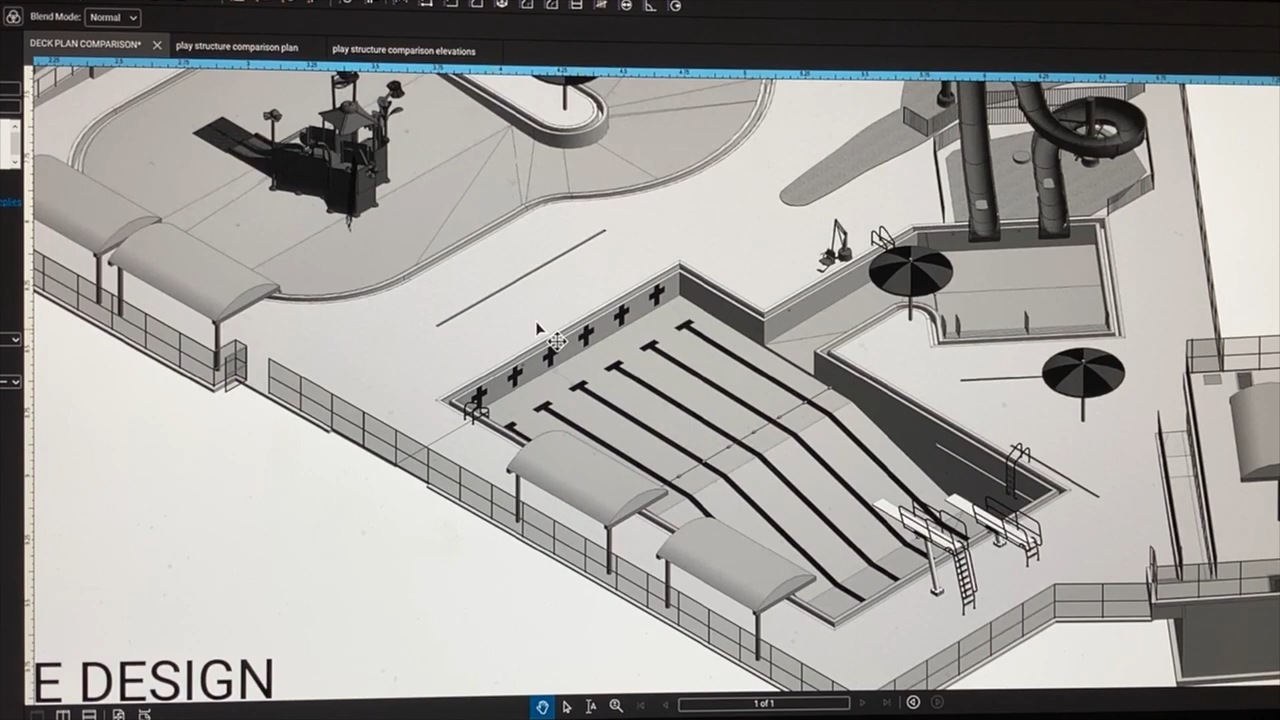 Blend Mode: Normal
DECK PLAN COMPARISON*
play structure comparison plan
play structure comparison elevations
E DESIGN
1 of 1